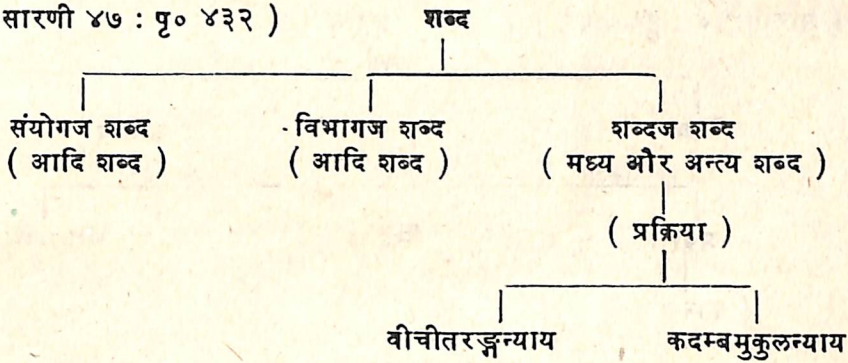 सारणी ४७ : पृ० ४३२ ) शब्द
संयोगज शब्द विभागज शब्द शब्दज शब्द
( आदि शब्द ) ( आदि शब्द ) ( मध्य और अन्त्य शब्द )
( प्रक्रिया )
वीचीतरङ्गन्याय कदम्बमुकुलन्याय